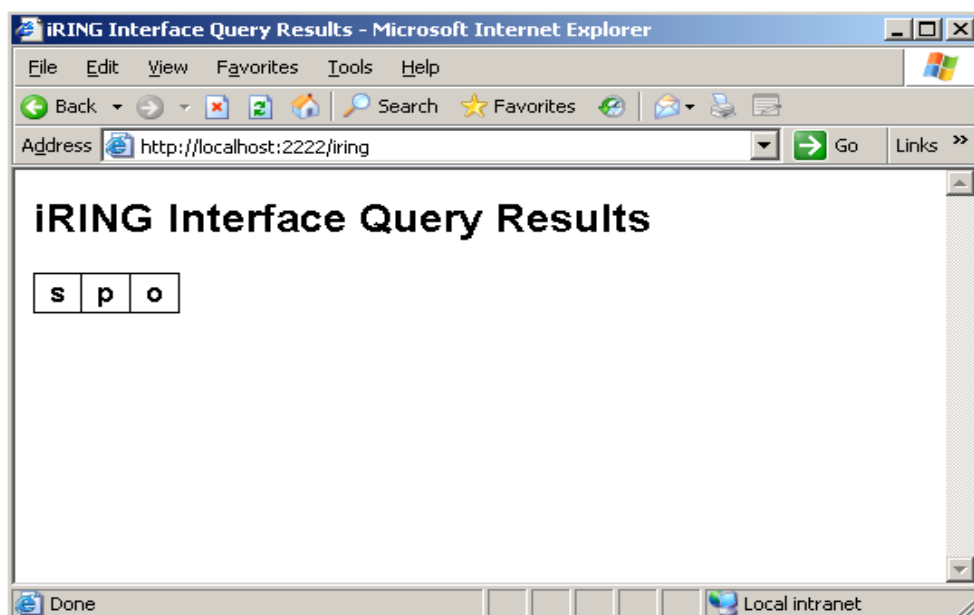 iRING Interface Query Results - Microsoft Internet Explorer
File Edit View Favorites Tools Help
Back Search Favorites
Address http://localhost:2222/iring Go Links »
iRING Interface Query Results
s p o
Done Local intranet